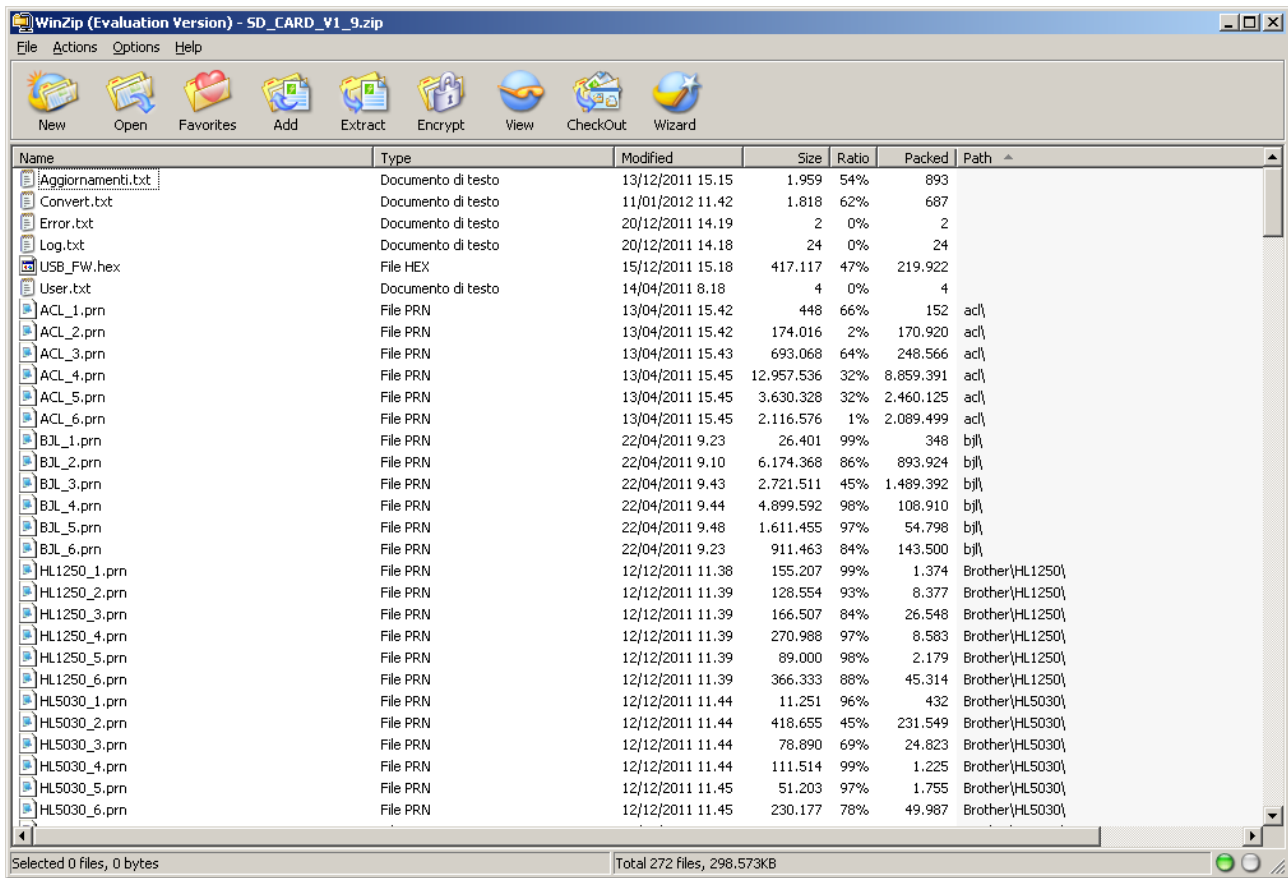 WinZip (Evaluation Version) - SD_CARD_V1_9.zip
File Actions Options Help
New Open Favorites Add Extract Encrypt View CheckOut Wizard
Name Type Modified Size Ratio Packed Path
Aggiornamenti.txt Documento di testo 13/12/2011 15.15 1.959 54% 893
Convert.txt Documento di testo 11/01/2012 11.42 1.818 62% 687
Error.txt Documento di testo 20/12/2011 14.19 2 0% 2
Log.txt Documento di testo 20/12/2011 14.18 24 0% 24
USB_FW.hex File HEX 15/12/2011 15.18 417.117 47% 219.922
User.txt Documento di testo 14/04/2011 8.18 4 0% 4
ACL_1.prn File PRN 13/04/2011 15.42 448 66% 152 acl\
ACL_2.prn File PRN 13/04/2011 15.42 174.016 2% 170.920 acl\
ACL_3.prn File PRN 13/04/2011 15.43 693.068 64% 248.566 acl\
ACL_4.prn File PRN 13/04/2011 15.45 12.957.536 32% 8.859.391 acl\
ACL_5.prn File PRN 13/04/2011 15.45 3.630.328 32% 2.460.125 acl\
ACL_6.prn File PRN 13/04/2011 15.45 2.116.576 1% 2.089.499 acl\
BJL_1.prn File PRN 22/04/2011 9.23 26.401 99% 348 bjl\
BJL_2.prn File PRN 22/04/2011 9.10 6.174.368 86% 893.924 bjl\
BJL_3.prn File PRN 22/04/2011 9.43 2.721.511 45% 1.489.392 bjl\
BJL_4.prn File PRN 22/04/2011 9.44 4.899.592 98% 108.910 bjl\
BJL_5.prn File PRN 22/04/2011 9.48 1.611.455 97% 54.798 bjl\
BJL_6.prn File PRN 22/04/2011 9.23 911.463 84% 143.500 bjl\
HL1250_1.prn File PRN 12/12/2011 11.38 155.207 99% 1.374 Brother\HL1250\
HL1250_2.prn File PRN 12/12/2011 11.39 128.554 93% 8.377 Brother\HL1250\
HL1250_3.prn File PRN 12/12/2011 11.39 166.507 84% 26.548 Brother\HL1250\
HL1250_4.prn File PRN 12/12/2011 11.39 270.988 97% 8.583 Brother\HL1250\
HL1250_5.prn File PRN 12/12/2011 11.39 89.000 98% 2.179 Brother\HL1250\
HL1250_6.prn File PRN 12/12/2011 11.39 366.333 88% 45.314 Brother\HL1250\
HL5030_1.prn File PRN 12/12/2011 11.44 11.251 96% 432 Brother\HL5030\
HL5030_2.prn File PRN 12/12/2011 11.44 418.655 45% 231.549 Brother\HL5030\
HL5030_3.prn File PRN 12/12/2011 11.44 78.890 69% 24.823 Brother\HL5030\
HL5030_4.prn File PRN 12/12/2011 11.44 111.514 99% 1.225 Brother\HL5030\
HL5030_5.prn File PRN 12/12/2011 11.45 51.203 97% 1.755 Brother\HL5030\
HL5030_6.prn File PRN 12/12/2011 11.45 230.177 78% 49.987 Brother\HL5030\
Selected 0 files, 0 bytes Total 272 files, 298.573KB